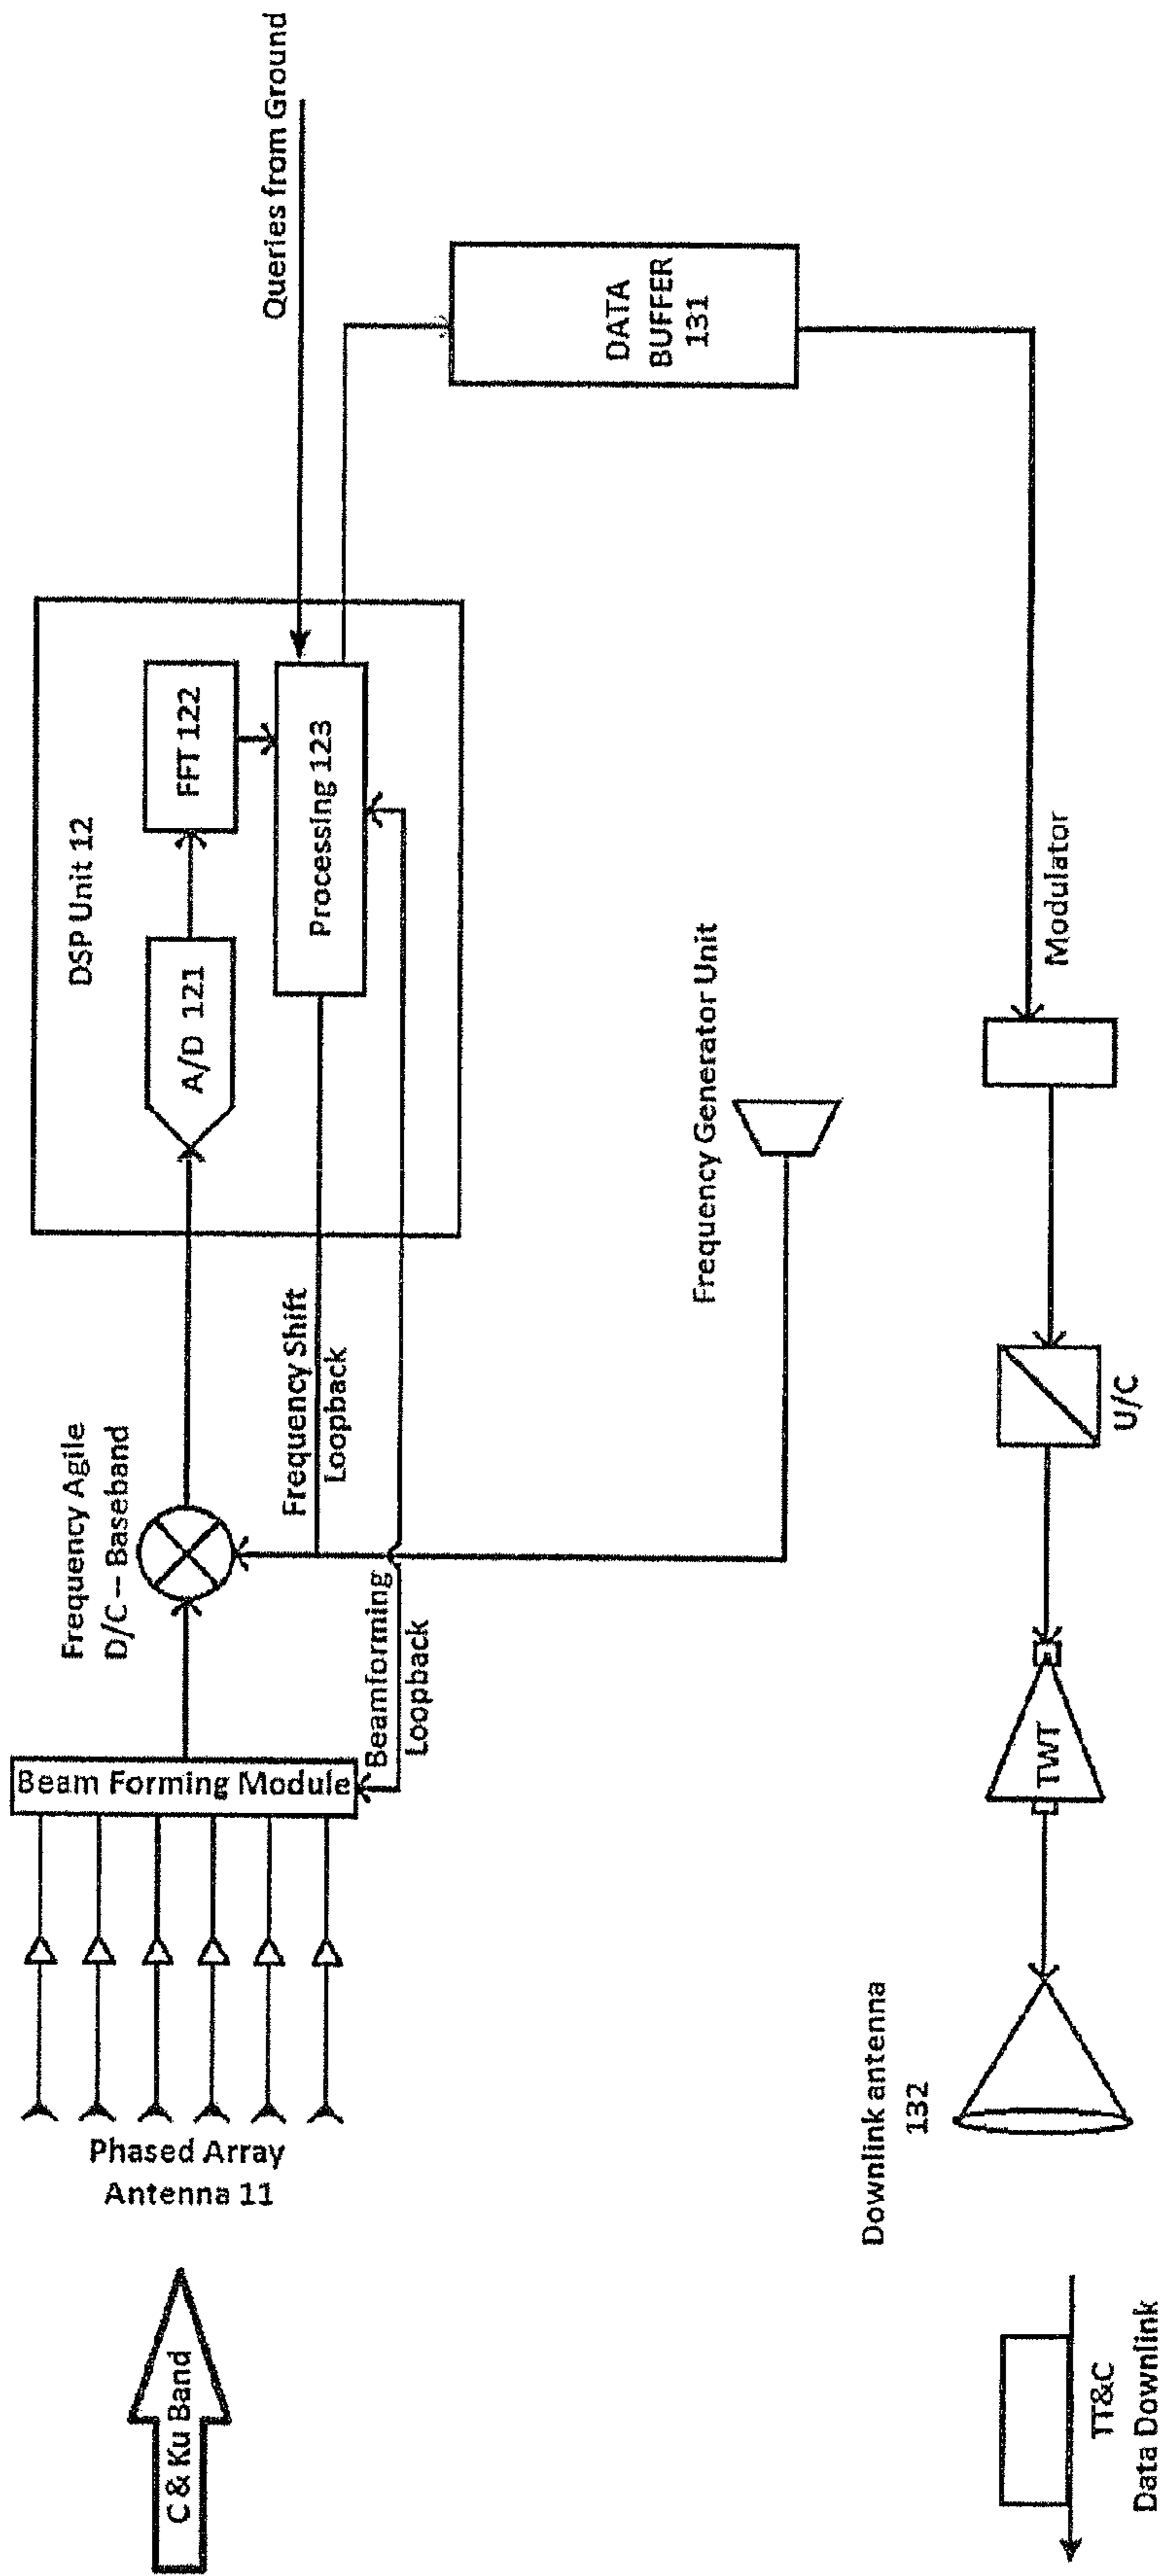 C & Ku Band
Phased Array
Antenna 11
Beam Forming Module
Frequency Agile
D/C – Baseband
Beamforming
Loopback
Frequency Shift
Loopback
DSP Unit 12
A/D 121
FFT 122
Processing 123
Queries from Ground
DATA
BUFFER
131
Frequency Generator Unit
Modulator
U/C
TWT
Downlink antenna
132
TT&C
Data Downlink